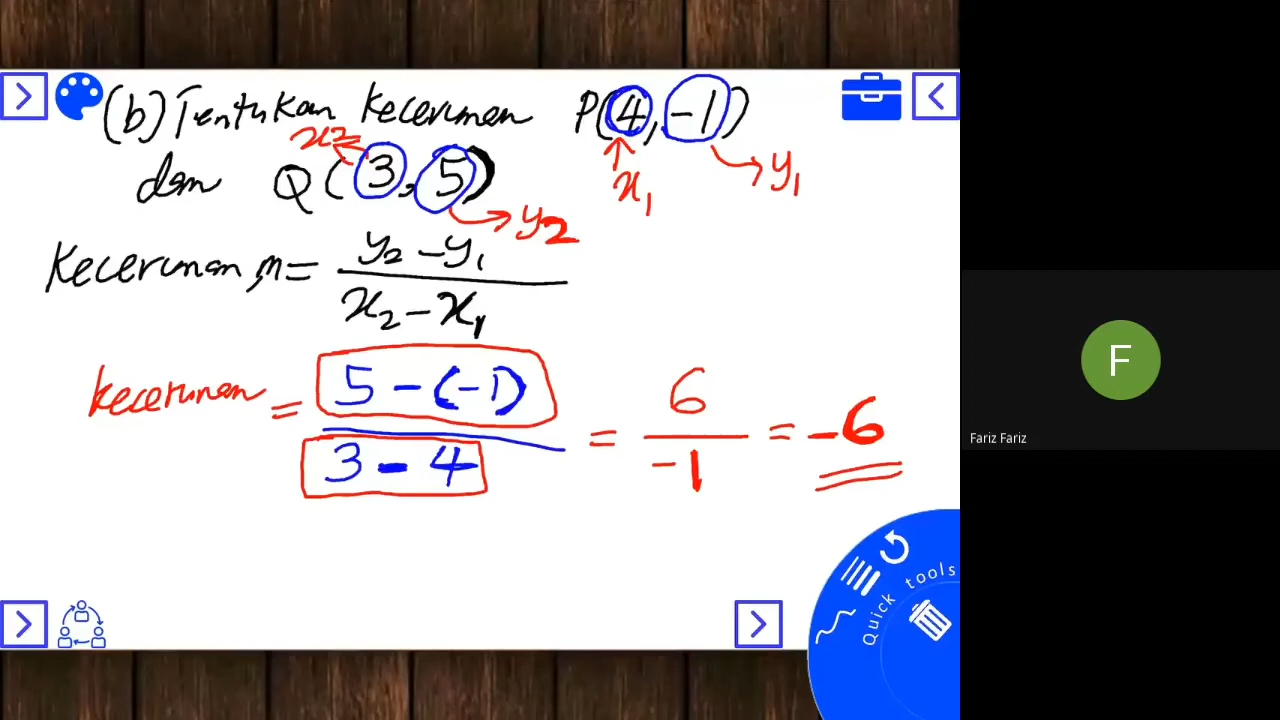 (b) Tentukan kecerunan P(4, -1)
x2
x1
y1
dan Q (3, 5)
y2
Kecerunan, m = y2 - y1 / x2 - x1
kecerunan = 5 - (-1) / 3 - 4 = 6 / -1 = -6
F
Fariz Fariz
Quick tools